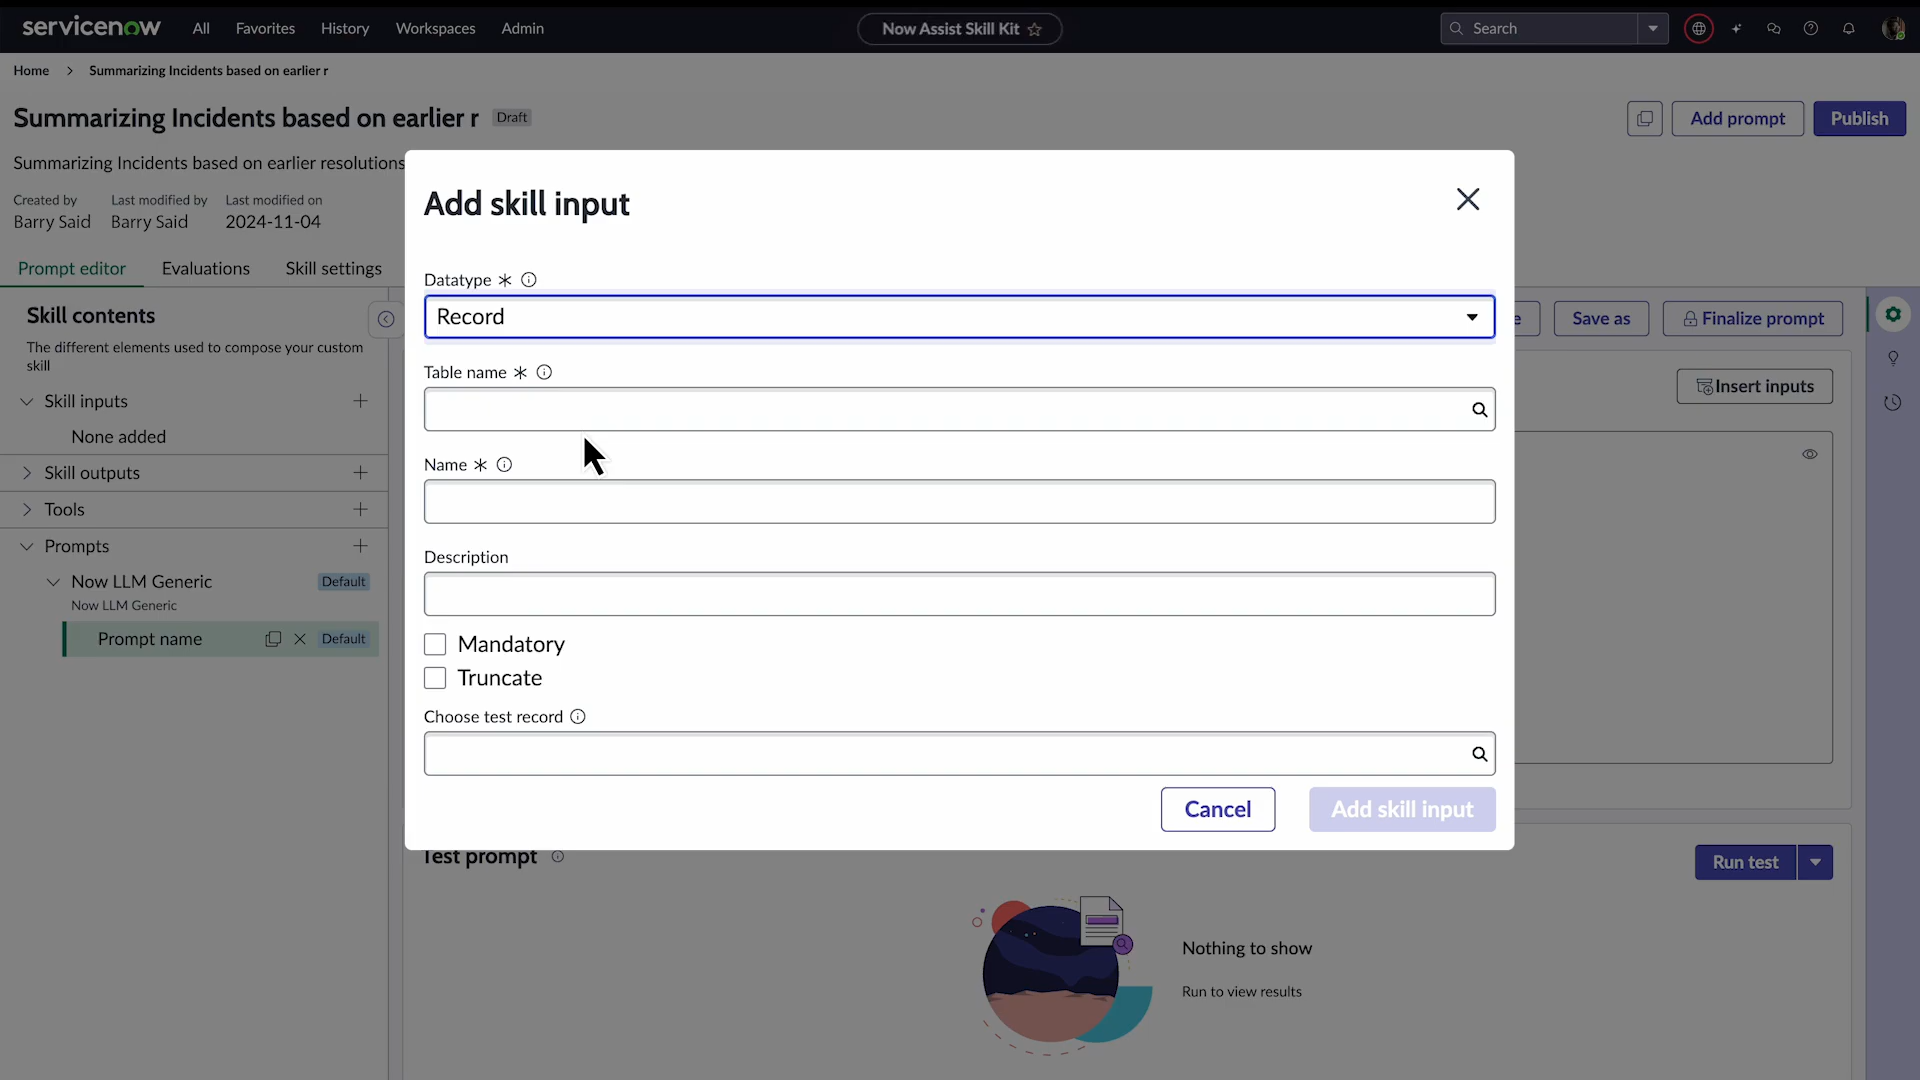 servicenow
All
Favorites
History
Workspaces
Admin
Now Assist Skill Kit
Search
Home
Summarizing Incidents based on earlier r
Summarizing Incidents based on earlier r
Draft
Add prompt
Publish
Summarizing Incidents based on earlier resolutions
Created by
Last modified by
Last modified on
Barry Said
Barry Said
2024-11-04
Prompt editor
Evaluations
Skill settings
Skill contents
The different elements used to compose your custom
skill
Skill inputs
None added
Skill outputs
Tools
Prompts
Now LLM Generic
Default
Now LLM Generic
Prompt name
Default
Add skill input
Datatype *
Record
Table name *
Name *
Description
Mandatory
Truncate
Choose test record
Cancel
Add skill input
e
Save as
Finalize prompt
Insert inputs
Test prompt
Run test
Nothing to show
Run to view results